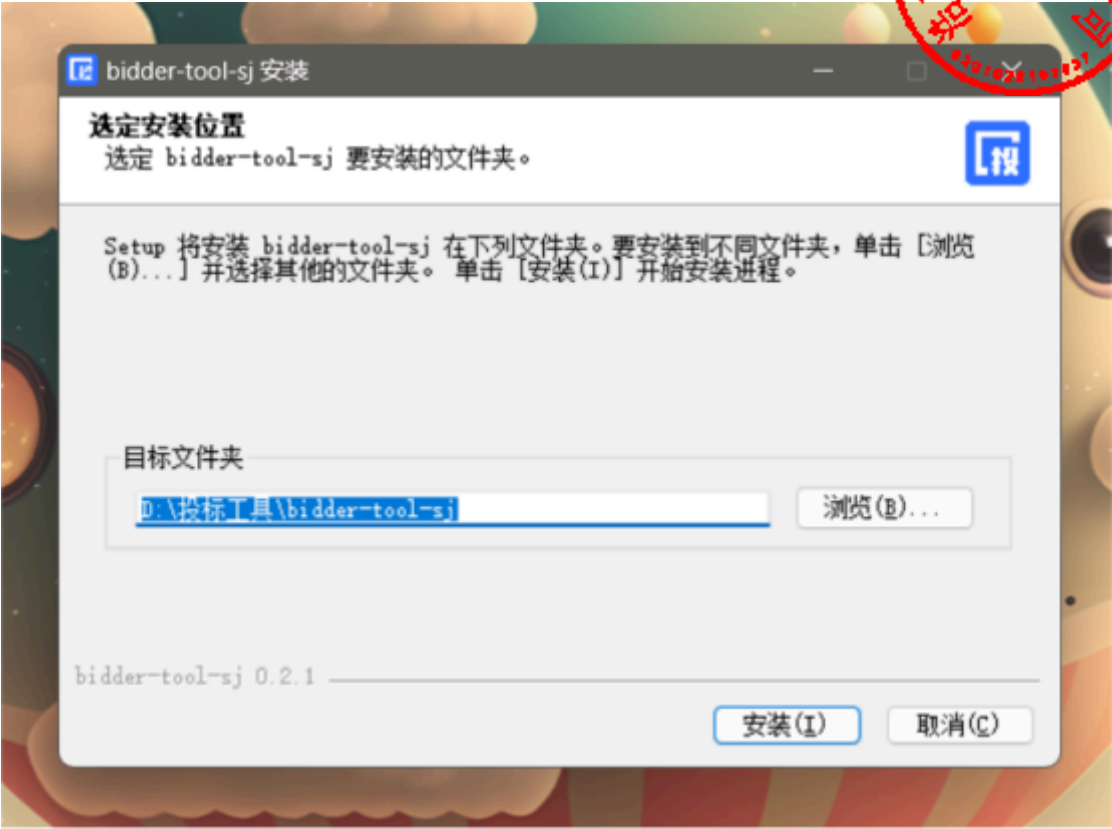 bidder-tool-sj 安装
选定安装位置
选定 bidder-tool-sj 要安装的文件夹。
投
Setup 将安装 bidder-tool-sj 在下列文件夹。要安装到不同文件夹，单击 [浏览
(B)...] 并选择其他的文件夹。 单击 [安装(I)] 开始安装进程。
目标文件夹
D:\投标工具\bidder-tool-sj
浏览(B)...
bidder-tool-sj 0.2.1
安装(I)
取消(C)